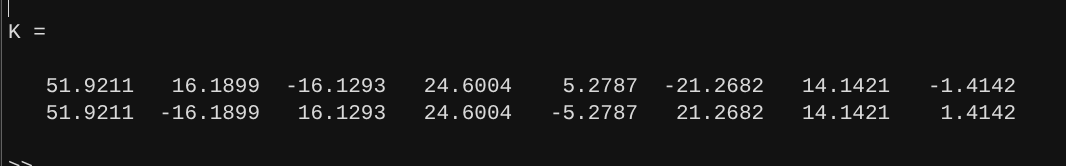 K =
51.9211 16.1899 -16.1293 24.6004 5.2787 -21.2682 14.1421 -1.4142
51.9211 -16.1899 16.1293 24.6004 -5.2787 21.2682 14.1421 1.4142
>>